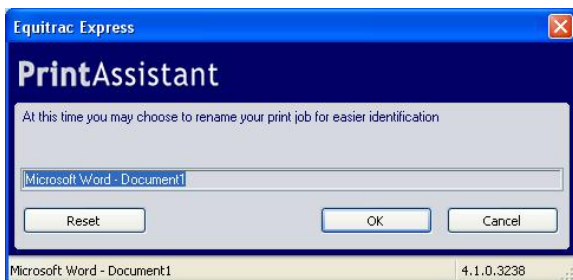 Equitrac Express
PrintAssistant
At this time you may choose to rename your print job for easier identification
Microsoft Word - Document1
Reset OK Cancel
Microsoft Word - Document1 4.1.0.3238